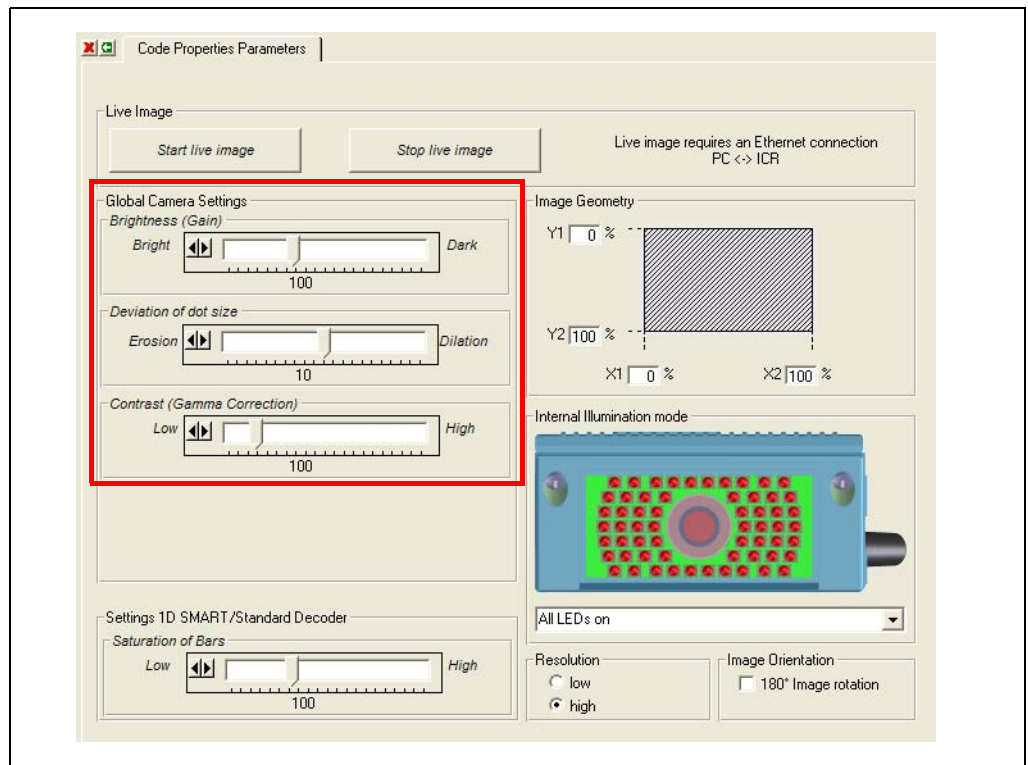 Code Properties Parameters
Live Image
Start live image
Stop live image
Live image requires an Ethernet connection
PC <-> ICR
Global Camera Settings
Brightness (Gain)
Bright
Dark
100
Deviation of dot size
Erosion
Dilation
10
Contrast (Gamma Correction)
Low
High
100
Image Geometry
Y1 0 %
Y2 100 %
X1 0 %
X2 100 %
Internal Illumination mode
All LEDs on
Settings 1D SMART/Standard Decoder
Saturation of Bars
Low
High
100
Resolution
low
high
Image Orientation
180° Image rotation